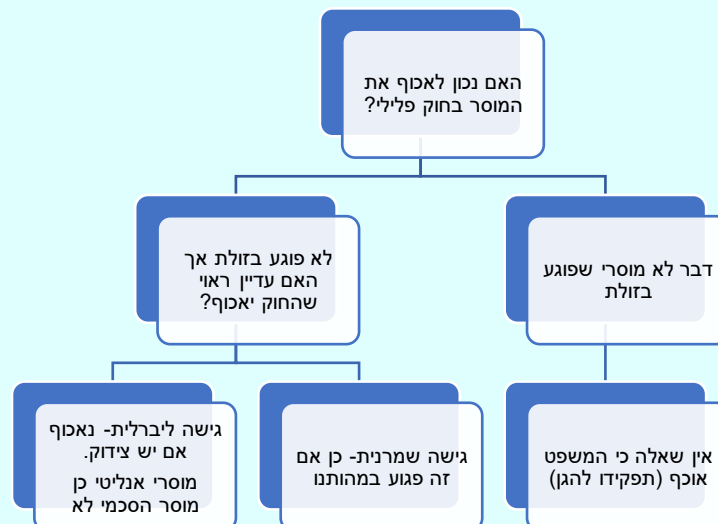 האם נכון לאכוף את
המוסר בחוק פלילי?
דבר לא מוסרי שפוגע
בזולת
לא פוגע בזולת אך
האם עדיין ראוי
שהחוק יאכוף?
אין שאלה כי המשפט
אוכף (תפקידו להגן)
גישה שמרנית- כן אם
זה פגוע במהותנו
גישה ליברלית- נאכוף
אם יש צידוק.
מוסרי אנליטי כן
מוסר הסכמי לא